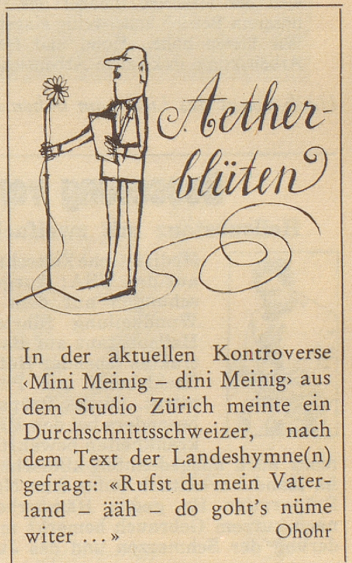 Aether-
blüten
In der aktuellen Kontroverse
‹Mini Meinig – dini Meinig› aus
dem Studio Zürich meinte ein
Durchschnittsschweizer, nach
dem Text der Landeshymne(n)
gefragt: «Rufst du mein Vater-
land – ääh – do goht's nüme
witer ...» Ohohr